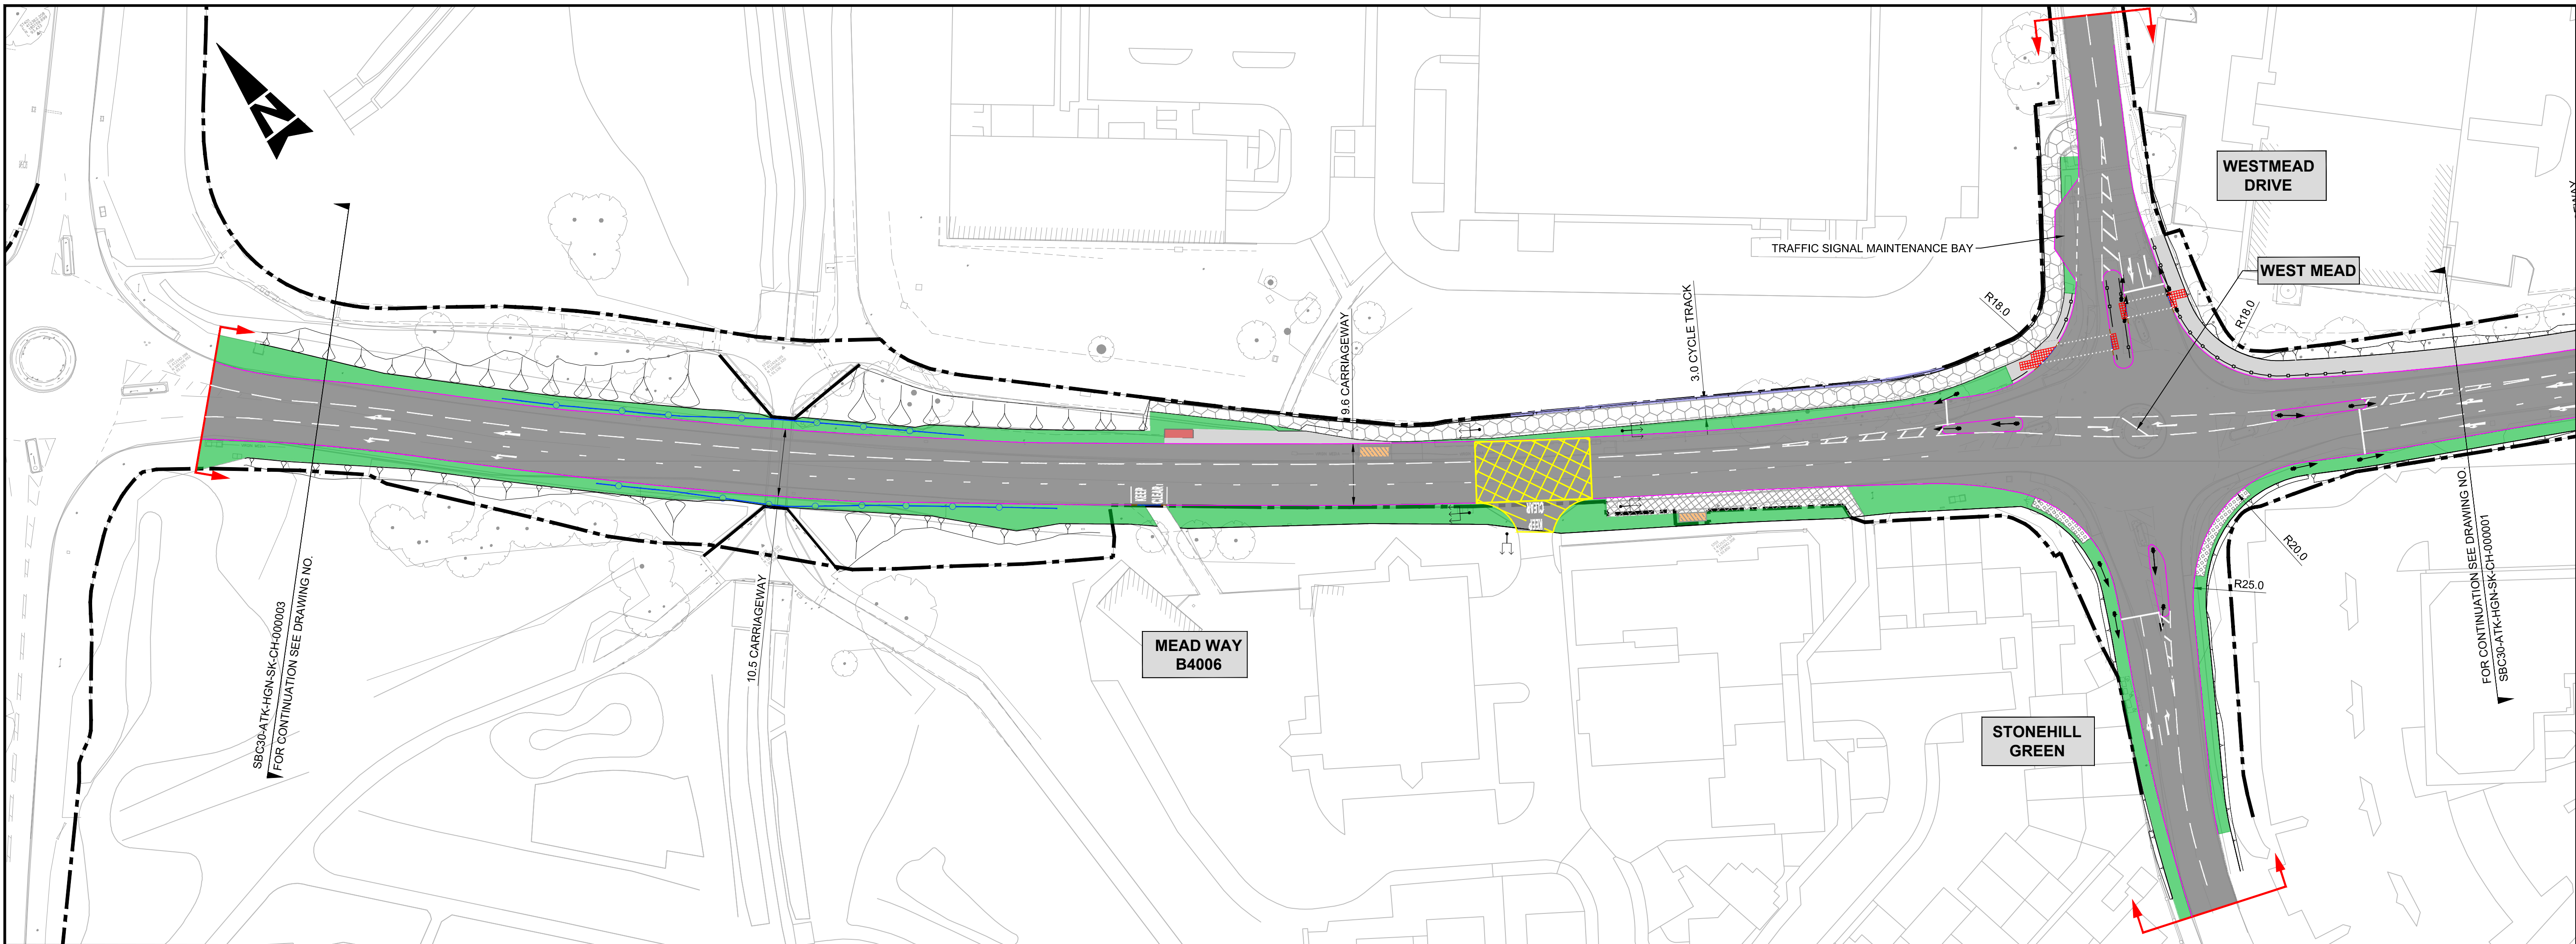 N
WESTMEAD
DRIVE
TRAFFIC SIGNAL MAINTENANCE BAY
WEST MEAD
R18.0
R18.0
3.0 CYCLE TRACK
9.6 CARRIAGEWAY
KEEP
CLEAR
KEEP
CLEAR
10.5 CARRIAGEWAY
MEAD WAY
B4006
SBC30-ATK-HGN-SK-CH-000003
FOR CONTINUATION SEE DRAWING NO.
STONEHILL
GREEN
R20.0
R25.0
FOR CONTINUATION SEE DRAWING NO.
SBC30-ATK-HGN-SK-CH-000001